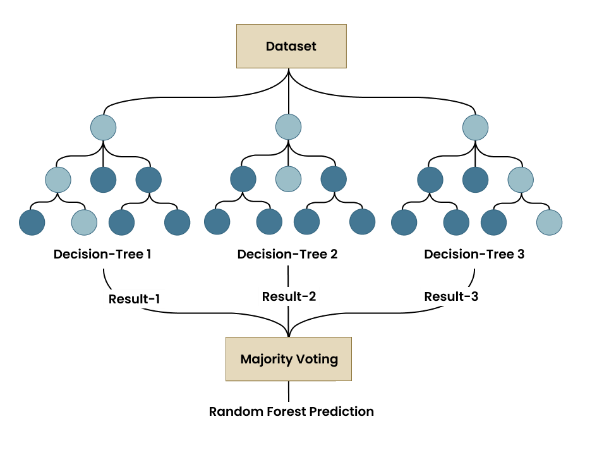 Dataset
Decision-Tree 1
Decision-Tree 2
Decision-Tree 3
Result-1
Result-2
Result-3
Majority Voting
Random Forest Prediction